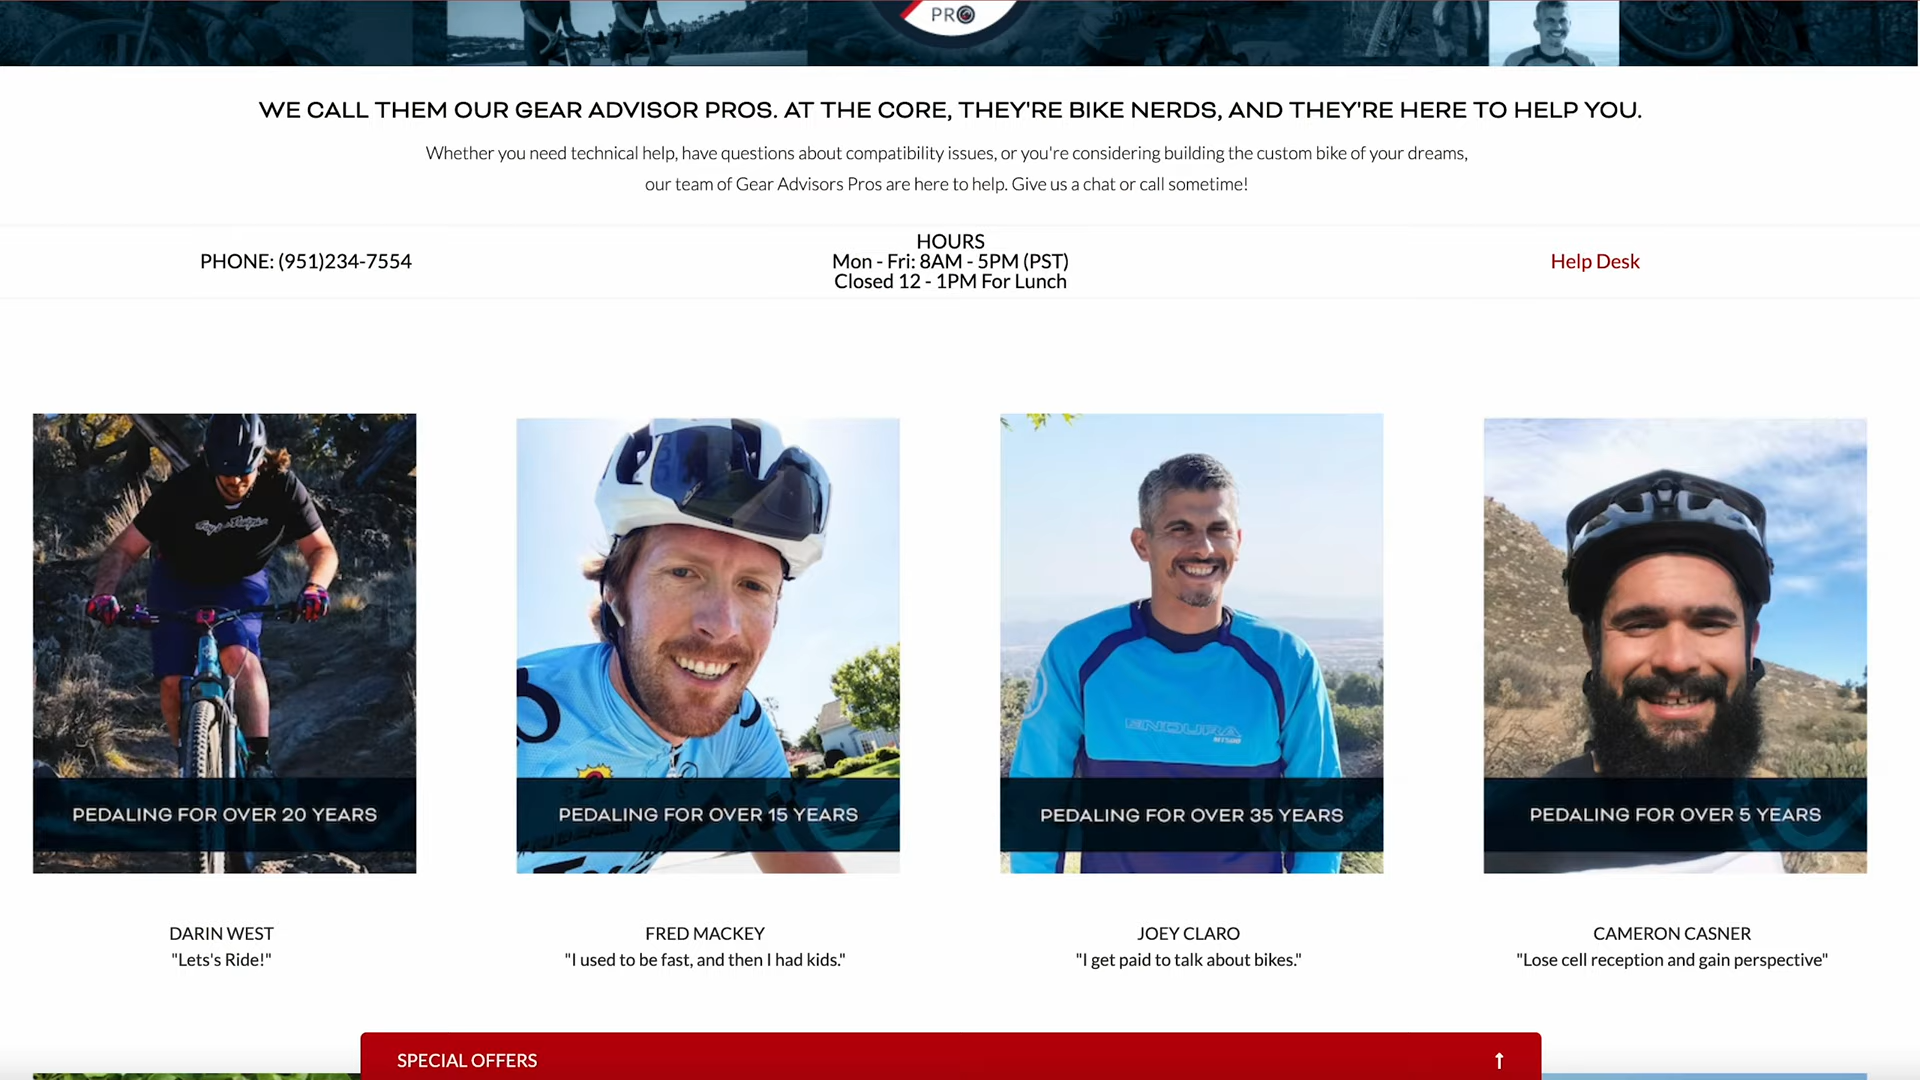 PRO
WE CALL THEM OUR GEAR ADVISOR PROS. AT THE CORE, THEY'RE BIKE NERDS, AND THEY'RE HERE TO HELP YOU.
Whether you need technical help, have questions about compatibility issues, or you're considering building the custom bike of your dreams,
our team of Gear Advisors Pros are here to help. Give us a chat or call sometime!
PHONE: (951)234-7554
HOURS
Mon - Fri: 8AM - 5PM (PST)
Closed 12 - 1PM For Lunch
Help Desk
ENDURA
MT500
PEDALING FOR OVER 20 YEARS
PEDALING FOR OVER 15 YEARS
PEDALING FOR OVER 35 YEARS
PEDALING FOR OVER 5 YEARS
DARIN WEST
"Lets's Ride!"
FRED MACKEY
"I used to be fast, and then I had kids."
JOEY CLARO
"I get paid to talk about bikes."
CAMERON CASNER
"Lose cell reception and gain perspective"
SPECIAL OFFERS